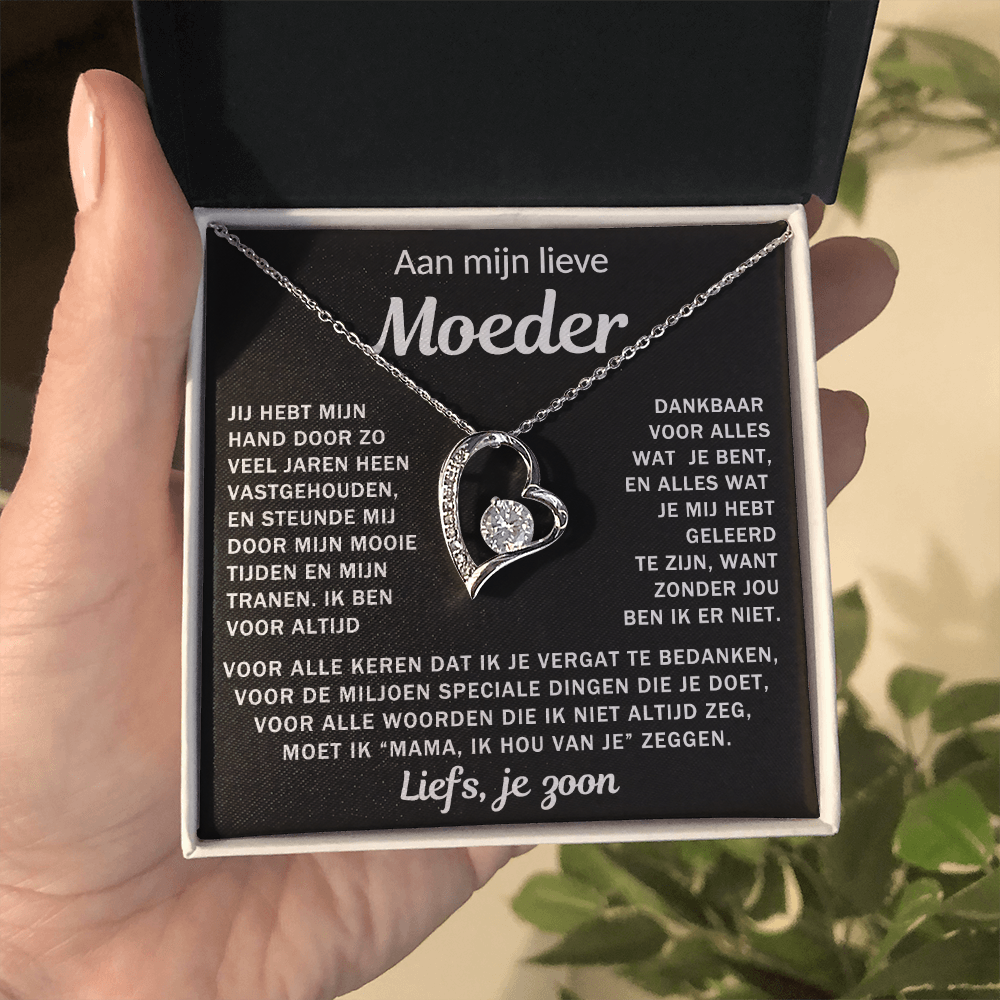 Aan mijn lieve
Moeder
JIJ HEBT MIJN
HAND DOOR ZO
VEEL JAREN HEEN
VASTGEHOUDEN,
EN STEUNDE MIJ
DOOR MIJN MOOIE
TIJDEN EN MIJN
TRANEN. IK BEN
VOOR ALTIJD
DANKBAAR
VOOR ALLES
WAT JE BENT,
EN ALLES WAT
JE MIJ HEBT
GELEERD
TE ZIJN, WANT
ZONDER JOU
BEN IK ER NIET.
VOOR ALLE KEREN DAT IK JE VERGAT TE BEDANKEN,
VOOR DE MILJOEN SPECIALE DINGEN DIE JE DOET,
VOOR ALLE WOORDEN DIE IK NIET ALTIJD ZEG,
MOET IK “MAMA, IK HOU VAN JE” ZEGGEN.
Liefs, je zoon